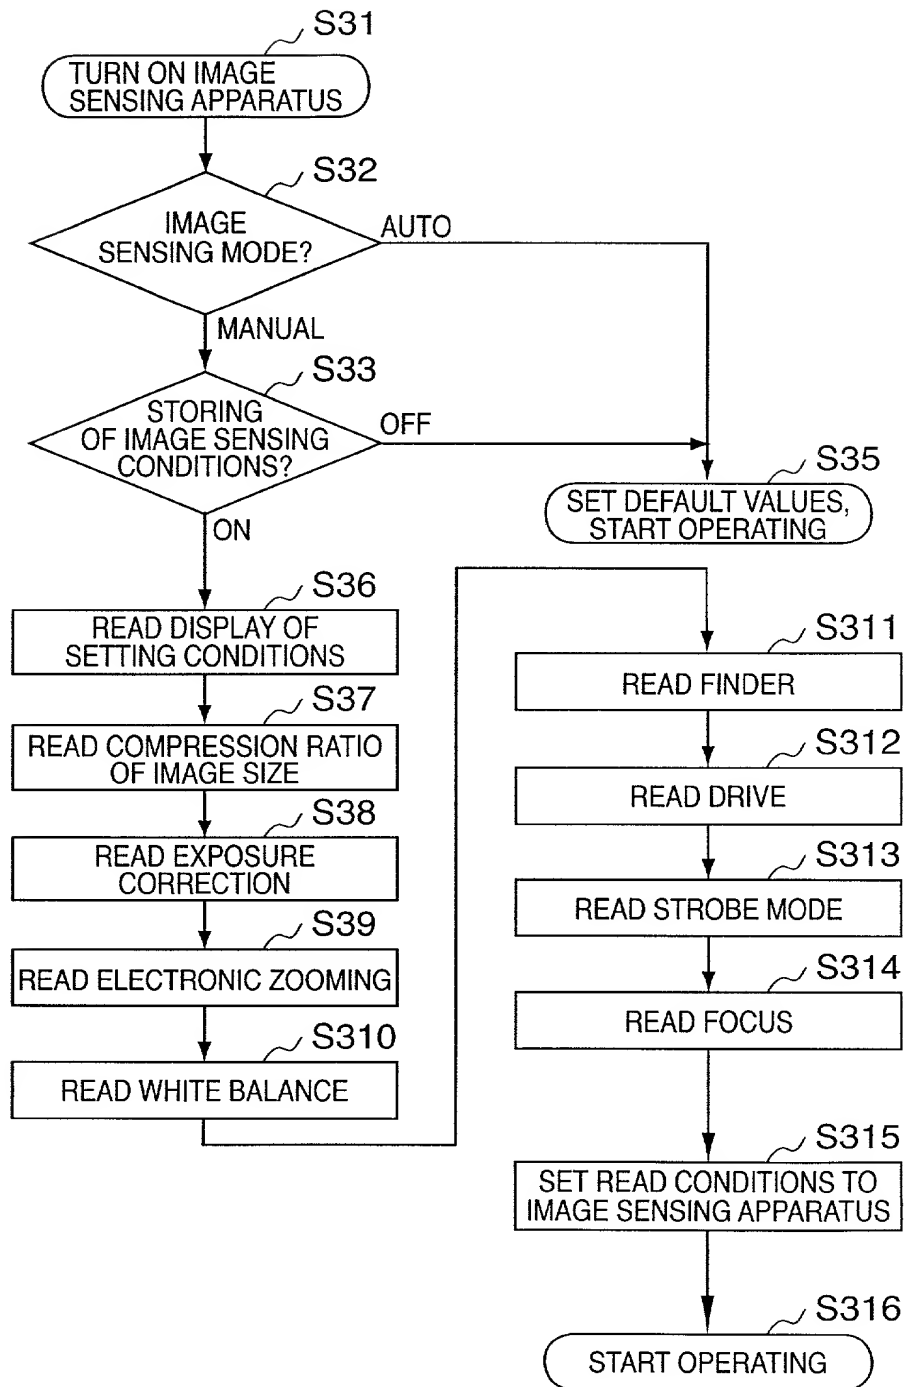 S31
TURN ON IMAGE
SENSING APPARATUS
S32
IMAGE
SENSING MODE?
AUTO
MANUAL
S33
STORING
OF IMAGE SENSING
CONDITIONS?
OFF
ON
S35
SET DEFAULT VALUES,
START OPERATING
S36
READ DISPLAY OF
SETTING CONDITIONS
S37
READ COMPRESSION RATIO
OF IMAGE SIZE
S38
READ EXPOSURE
CORRECTION
S39
READ ELECTRONIC ZOOMING
S310
READ WHITE BALANCE
S311
READ FINDER
S312
READ DRIVE
S313
READ STROBE MODE
S314
READ FOCUS
S315
SET READ CONDITIONS TO
IMAGE SENSING APPARATUS
S316
START OPERATING